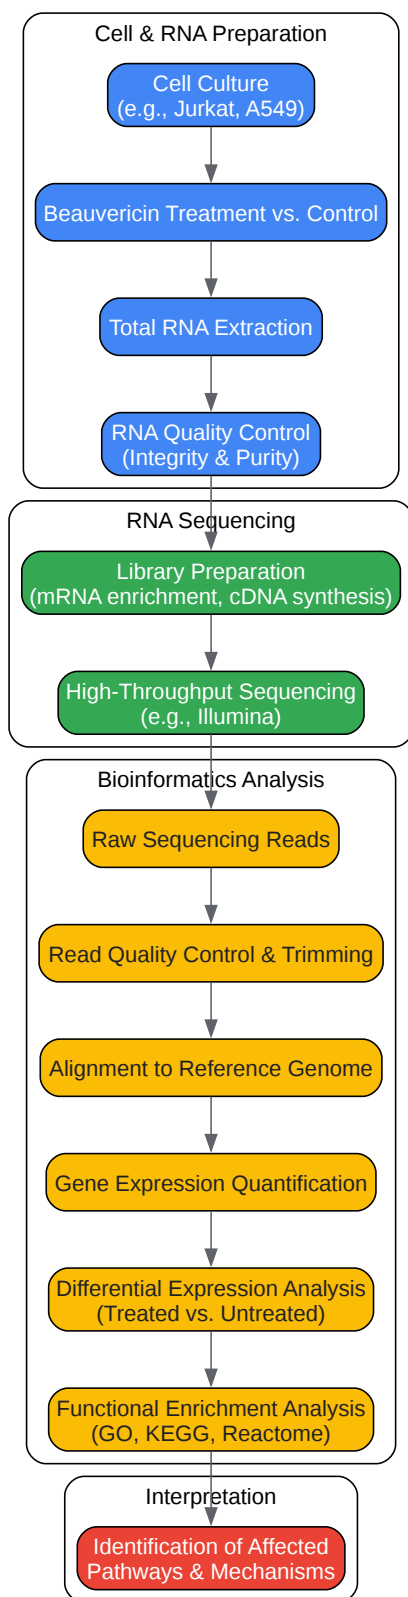 Cell & RNA Preparation
Cell Culture
(e.g., Jurkat, A549)
Beauvericin Treatment vs. Control
Total RNA Extraction
RNA Quality Control
(Integrity & Purity)
RNA Sequencing
Library Preparation
(mRNA enrichment, cDNA synthesis)
High-Throughput Sequencing
(e.g., Illumina)
Bioinformatics Analysis
Raw Sequencing Reads
Read Quality Control & Trimming
Alignment to Reference Genome
Gene Expression Quantification
Differential Expression Analysis
(Treated vs. Untreated)
Functional Enrichment Analysis
(GO, KEGG, Reactome)
Interpretation
Identification of Affected
Pathways & Mechanisms